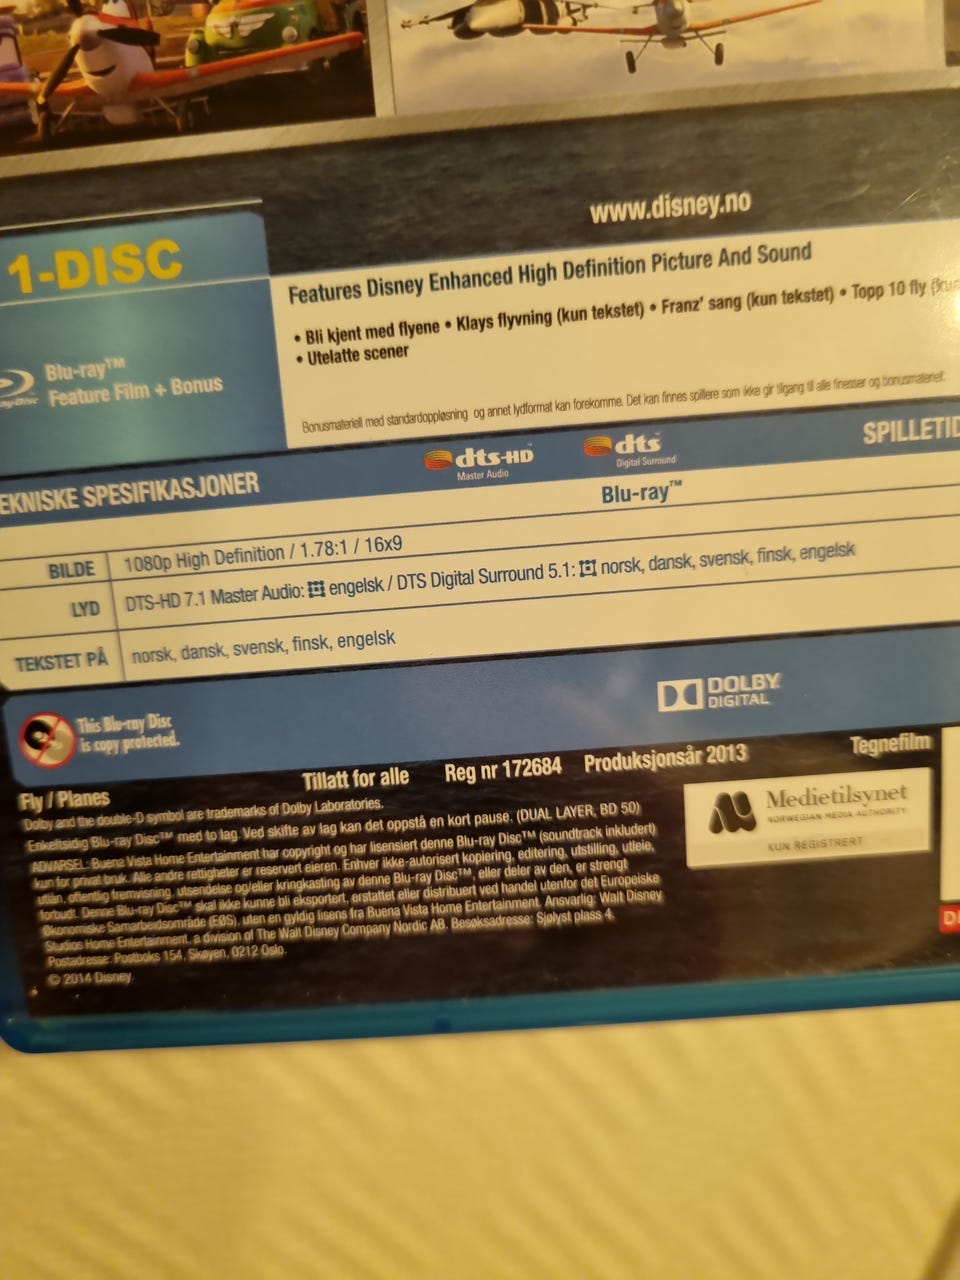 www.disney.no
1-DISC
Features Disney Enhanced High Definition Picture And Sound
• Bli kjent med flyene • Klays flyvning (kun tekstet) • Franz' sang (kun tekstet) • Topp 10 fly (kun
• Utelatte scener
Blu-ray™
Feature Film + Bonus
Bonusmateriell med standardoppløsning og annet lydformat kan forekomme. Det kan finnes spillere som ikke gir tilgang til alle finesser og bonusmateriell.
EKNISKE SPESIFIKASJONER
dts-HD
Master Audio
dts
Digital Surround
SPILLETID
Blu-ray™
BILDE 1080p High Definition / 1.78:1 / 16x9
LYD DTS-HD 7.1 Master Audio: engelsk / DTS Digital Surround 5.1: norsk, dansk, svensk, finsk, engelsk
TEKSTET PÅ norsk, dansk, svensk, finsk, engelsk
This Blu-ray Disc
is copy protected.
DOLBY
DIGITAL
Fly / Planes Tillatt for alle Reg nr 172684 Produksjonsår 2013 Tegnefilm
Dolby and the double-D symbol are trademarks of Dolby Laboratories.
Enkeltsidig Blu-ray Disc™ med to lag. Ved skifte av lag kan det oppstå en kort pause. (DUAL LAYER, BD 50)
ADVARSEL: Buena Vista Home Entertainment har copyright og har lisensiert denne Blu-ray Disc™ (soundtrack inkludert)
kun for privat bruk. Alle andre rettigheter er reservert eieren. Enhver ikke-autorisert kopiering, editering, utstilling, utleie,
utlån, offentlig fremvisning, utsendelse og/eller kringkasting av denne Blu-ray Disc™, eller deler av den, er strengt
forbudt. Denne Blu-ray Disc™ skal ikke kunne bli eksportert, erstattet eller distribuert ved handel utenfor det Europeiske
Økonomiske Samarbeidsområde (EØS), uten en gyldig lisens fra Buena Vista Home Entertainment. Ansvarlig: Walt Disney
Studios Home Entertainment, a division of The Walt Disney Company Nordic AB. Besøksadresse: Sjølyst plass 4.
Postadresse: Postboks 154, Skøyen, 0212 Oslo.
© 2014 Disney.
Medietilsynet
NORWEGIAN MEDIA AUTHORITY
KUN REGISTRERT